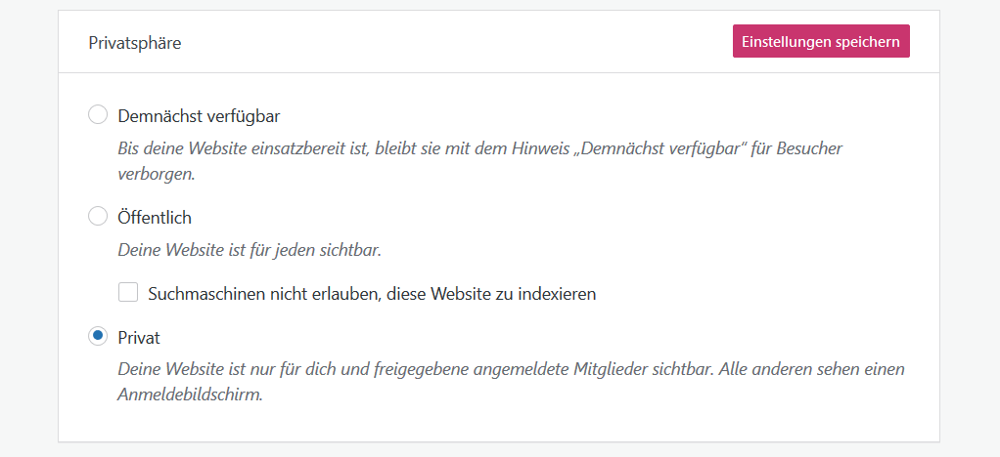 Privatsphäre
Einstellungen speichern
Demnächst verfügbar
Bis deine Website einsatzbereit ist, bleibt sie mit dem Hinweis „Demnächst verfügbar“ für Besucher
verborgen.
Öffentlich
Deine Website ist für jeden sichtbar.
Suchmaschinen nicht erlauben, diese Website zu indexieren
Privat
Deine Website ist nur für dich und freigegebene angemeldete Mitglieder sichtbar. Alle anderen sehen einen
Anmeldebildschirm.